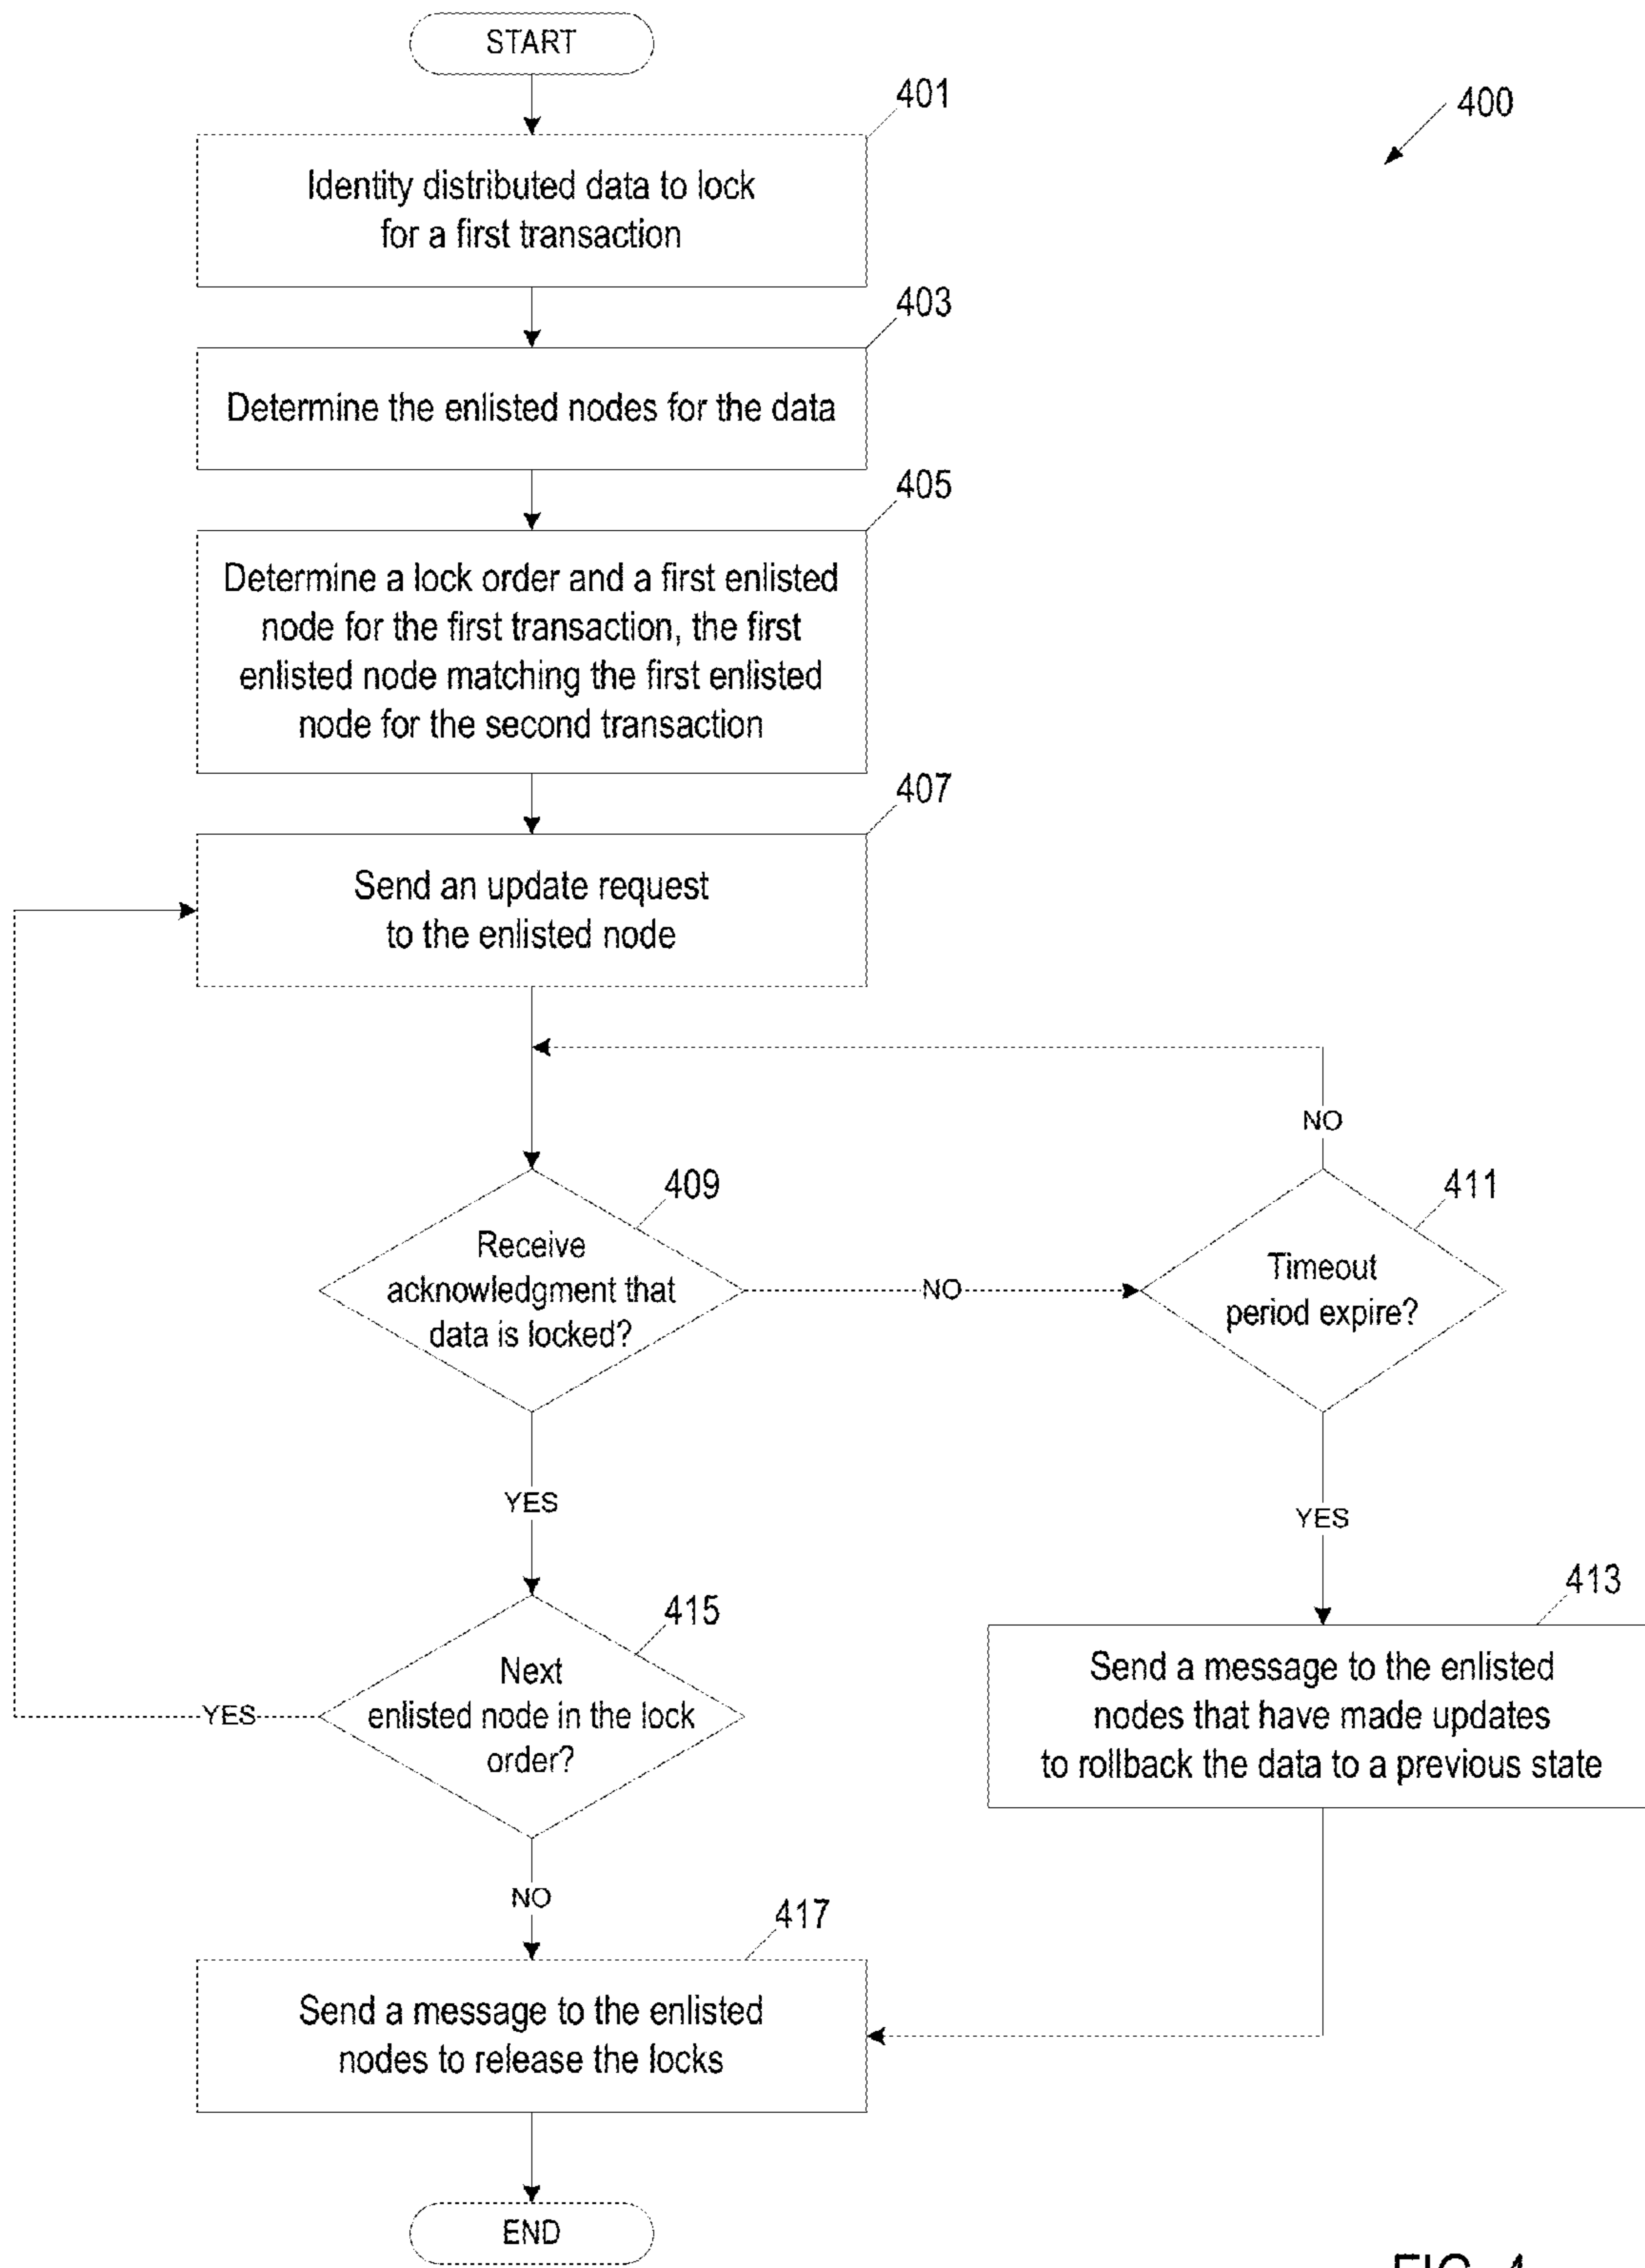 START
401
400
Identity distributed data to lock
for a first transaction
403
Determine the enlisted nodes for the data
405
Determine a lock order and a first enlisted
node for the first transaction, the first
enlisted node matching the first enlisted
node for the second transaction
407
Send an update request
to the enlisted node
NO
409
411
Receive
acknowledgment that
data is locked?
NO
Timeout
period expire?
YES
YES
413
415
Next
enlisted node in the lock
order?
YES
Send a message to the enlisted
nodes that have made updates
to rollback the data to a previous state
NO
417
Send a message to the enlisted
nodes to release the locks
END
FIG. 4